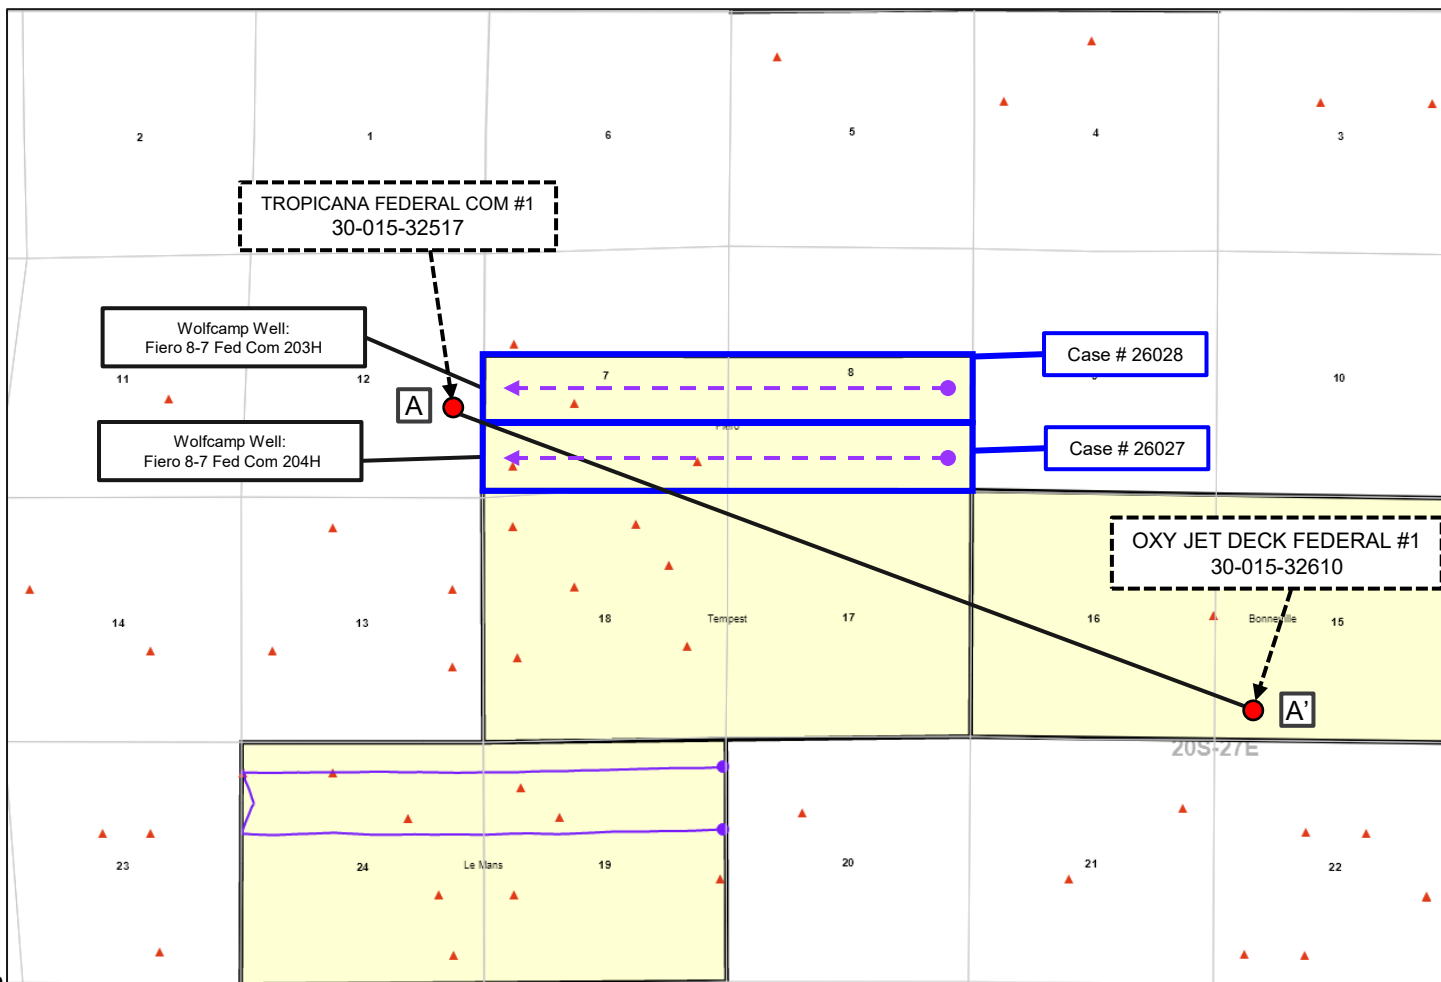 2
1
6
5
4
3
TROPICANA FEDERAL COM #1
30-015-32517
Wolfcamp Well:
Fiero 8-7 Fed Com 203H
Case # 26028
11
12
7
8
10
A
Wolfcamp Well:
Fiero 8-7 Fed Com 204H
Fiero
Case # 26027
OXY JET DECK FEDERAL #1
30-015-32610
14
13
18
Tempest
17
16
Bonneville
15
A'
20S-27E
23
24
Le Mans
19
20
21
22